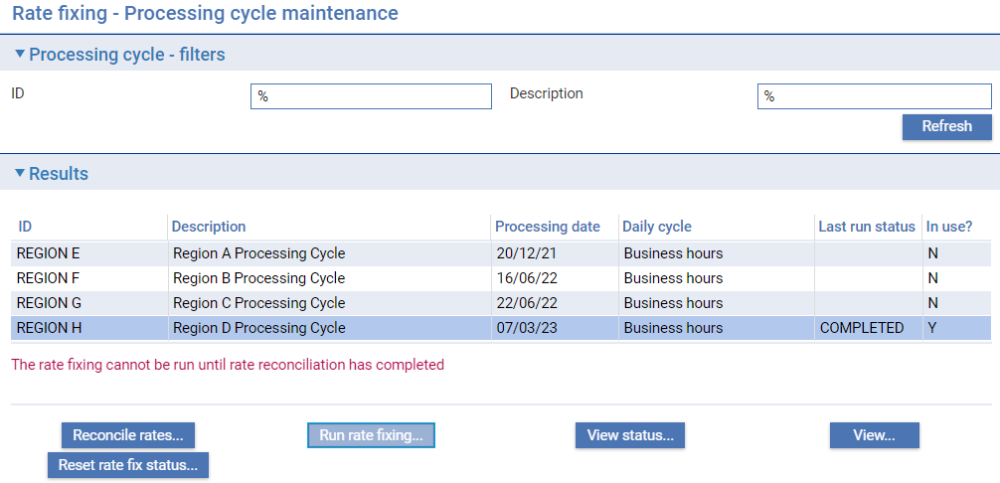 Rate fixing - Processing cycle maintenance
Processing cycle - filters
ID % Description %
Refresh
Results
ID Description Processing date Daily cycle Last run status In use?
REGION E Region A Processing Cycle 20/12/21 Business hours N
REGION F Region B Processing Cycle 16/06/22 Business hours N
REGION G Region C Processing Cycle 22/06/22 Business hours N
REGION H Region D Processing Cycle 07/03/23 Business hours COMPLETED Y
The rate fixing cannot be run until rate reconciliation has completed
Reconcile rates... Run rate fixing... View status... View...
Reset rate fix status...